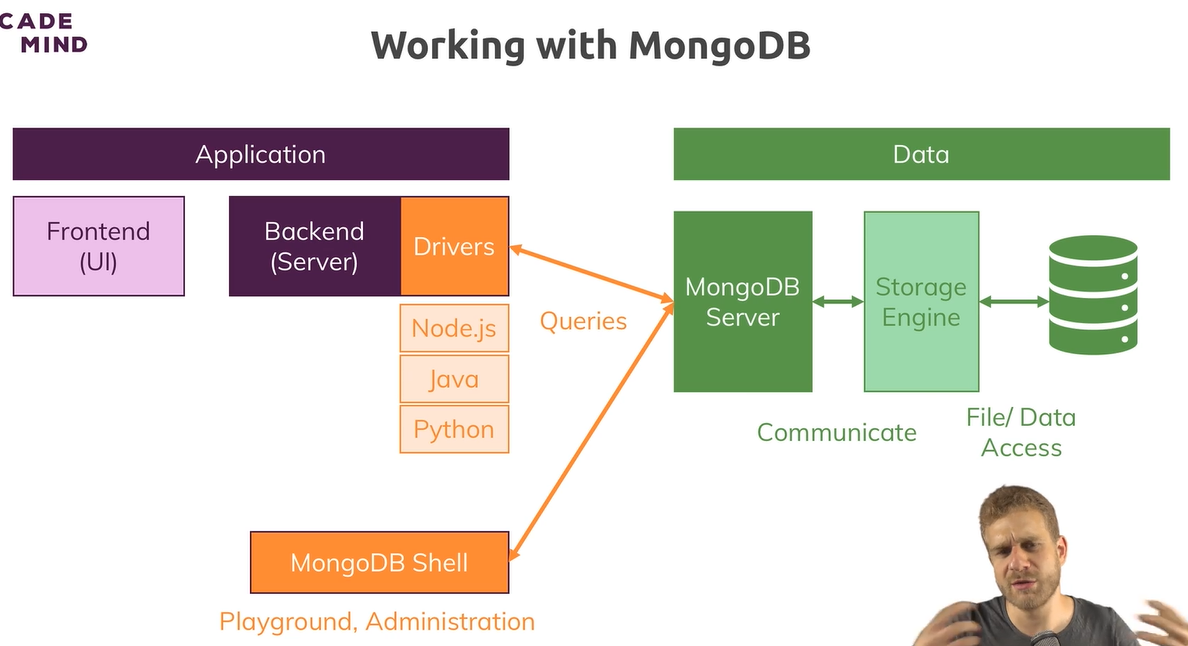 CADE
MIND
Working with MongoDB
Application
Data
Frontend
(UI)
Backend
(Server)
Drivers
Node.js
Java
Python
Queries
MongoDB
Server
Storage
Engine
Communicate
File/ Data
Access
MongoDB Shell
Playground, Administration